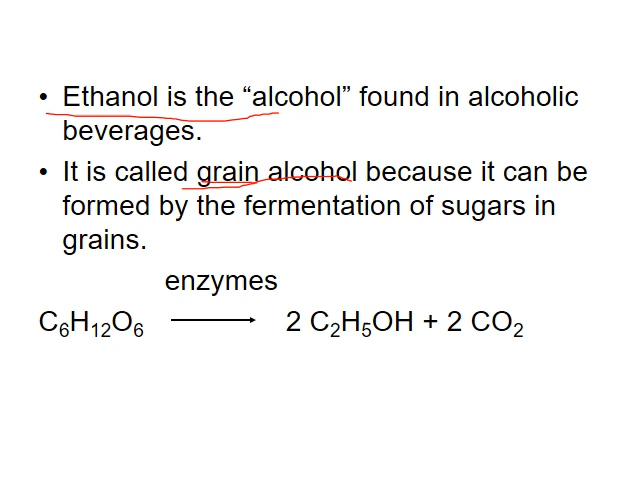 • Ethanol is the “alcohol” found in alcoholic
beverages.
• It is called grain alcohol because it can be
formed by the fermentation of sugars in
grains.
enzymes
C₆H₁₂O₆ ⟶ 2 C₂H₅OH + 2 CO₂